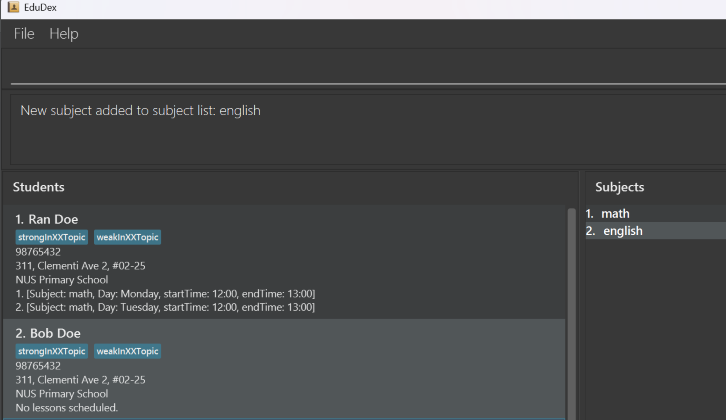 EduDex
File Help
New subject added to subject list: english
Students
1. Ran Doe
strongInXXTopic weakInXXTopic
98765432
311, Clementi Ave 2, #02-25
NUS Primary School
1. [Subject: math, Day: Monday, startTime: 12:00, endTime: 13:00]
2. [Subject: math, Day: Tuesday, startTime: 12:00, endTime: 13:00]
2. Bob Doe
strongInXXTopic weakInXXTopic
98765432
311, Clementi Ave 2, #02-25
NUS Primary School
No lessons scheduled.
Subjects
1. math
2. english